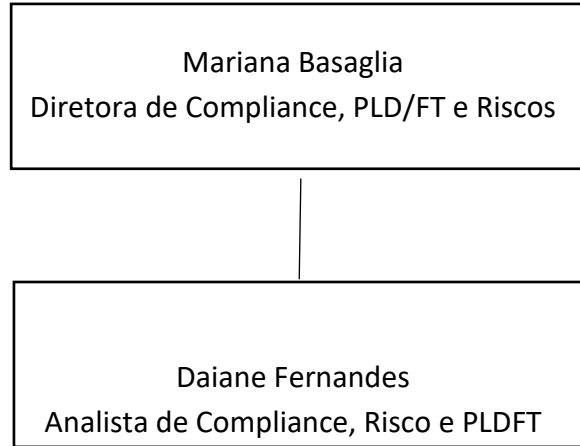 Mariana Basaglia
Diretora de Compliance, PLD/FT e Riscos
Daiane Fernandes
Analista de Compliance, Risco e PLDFT